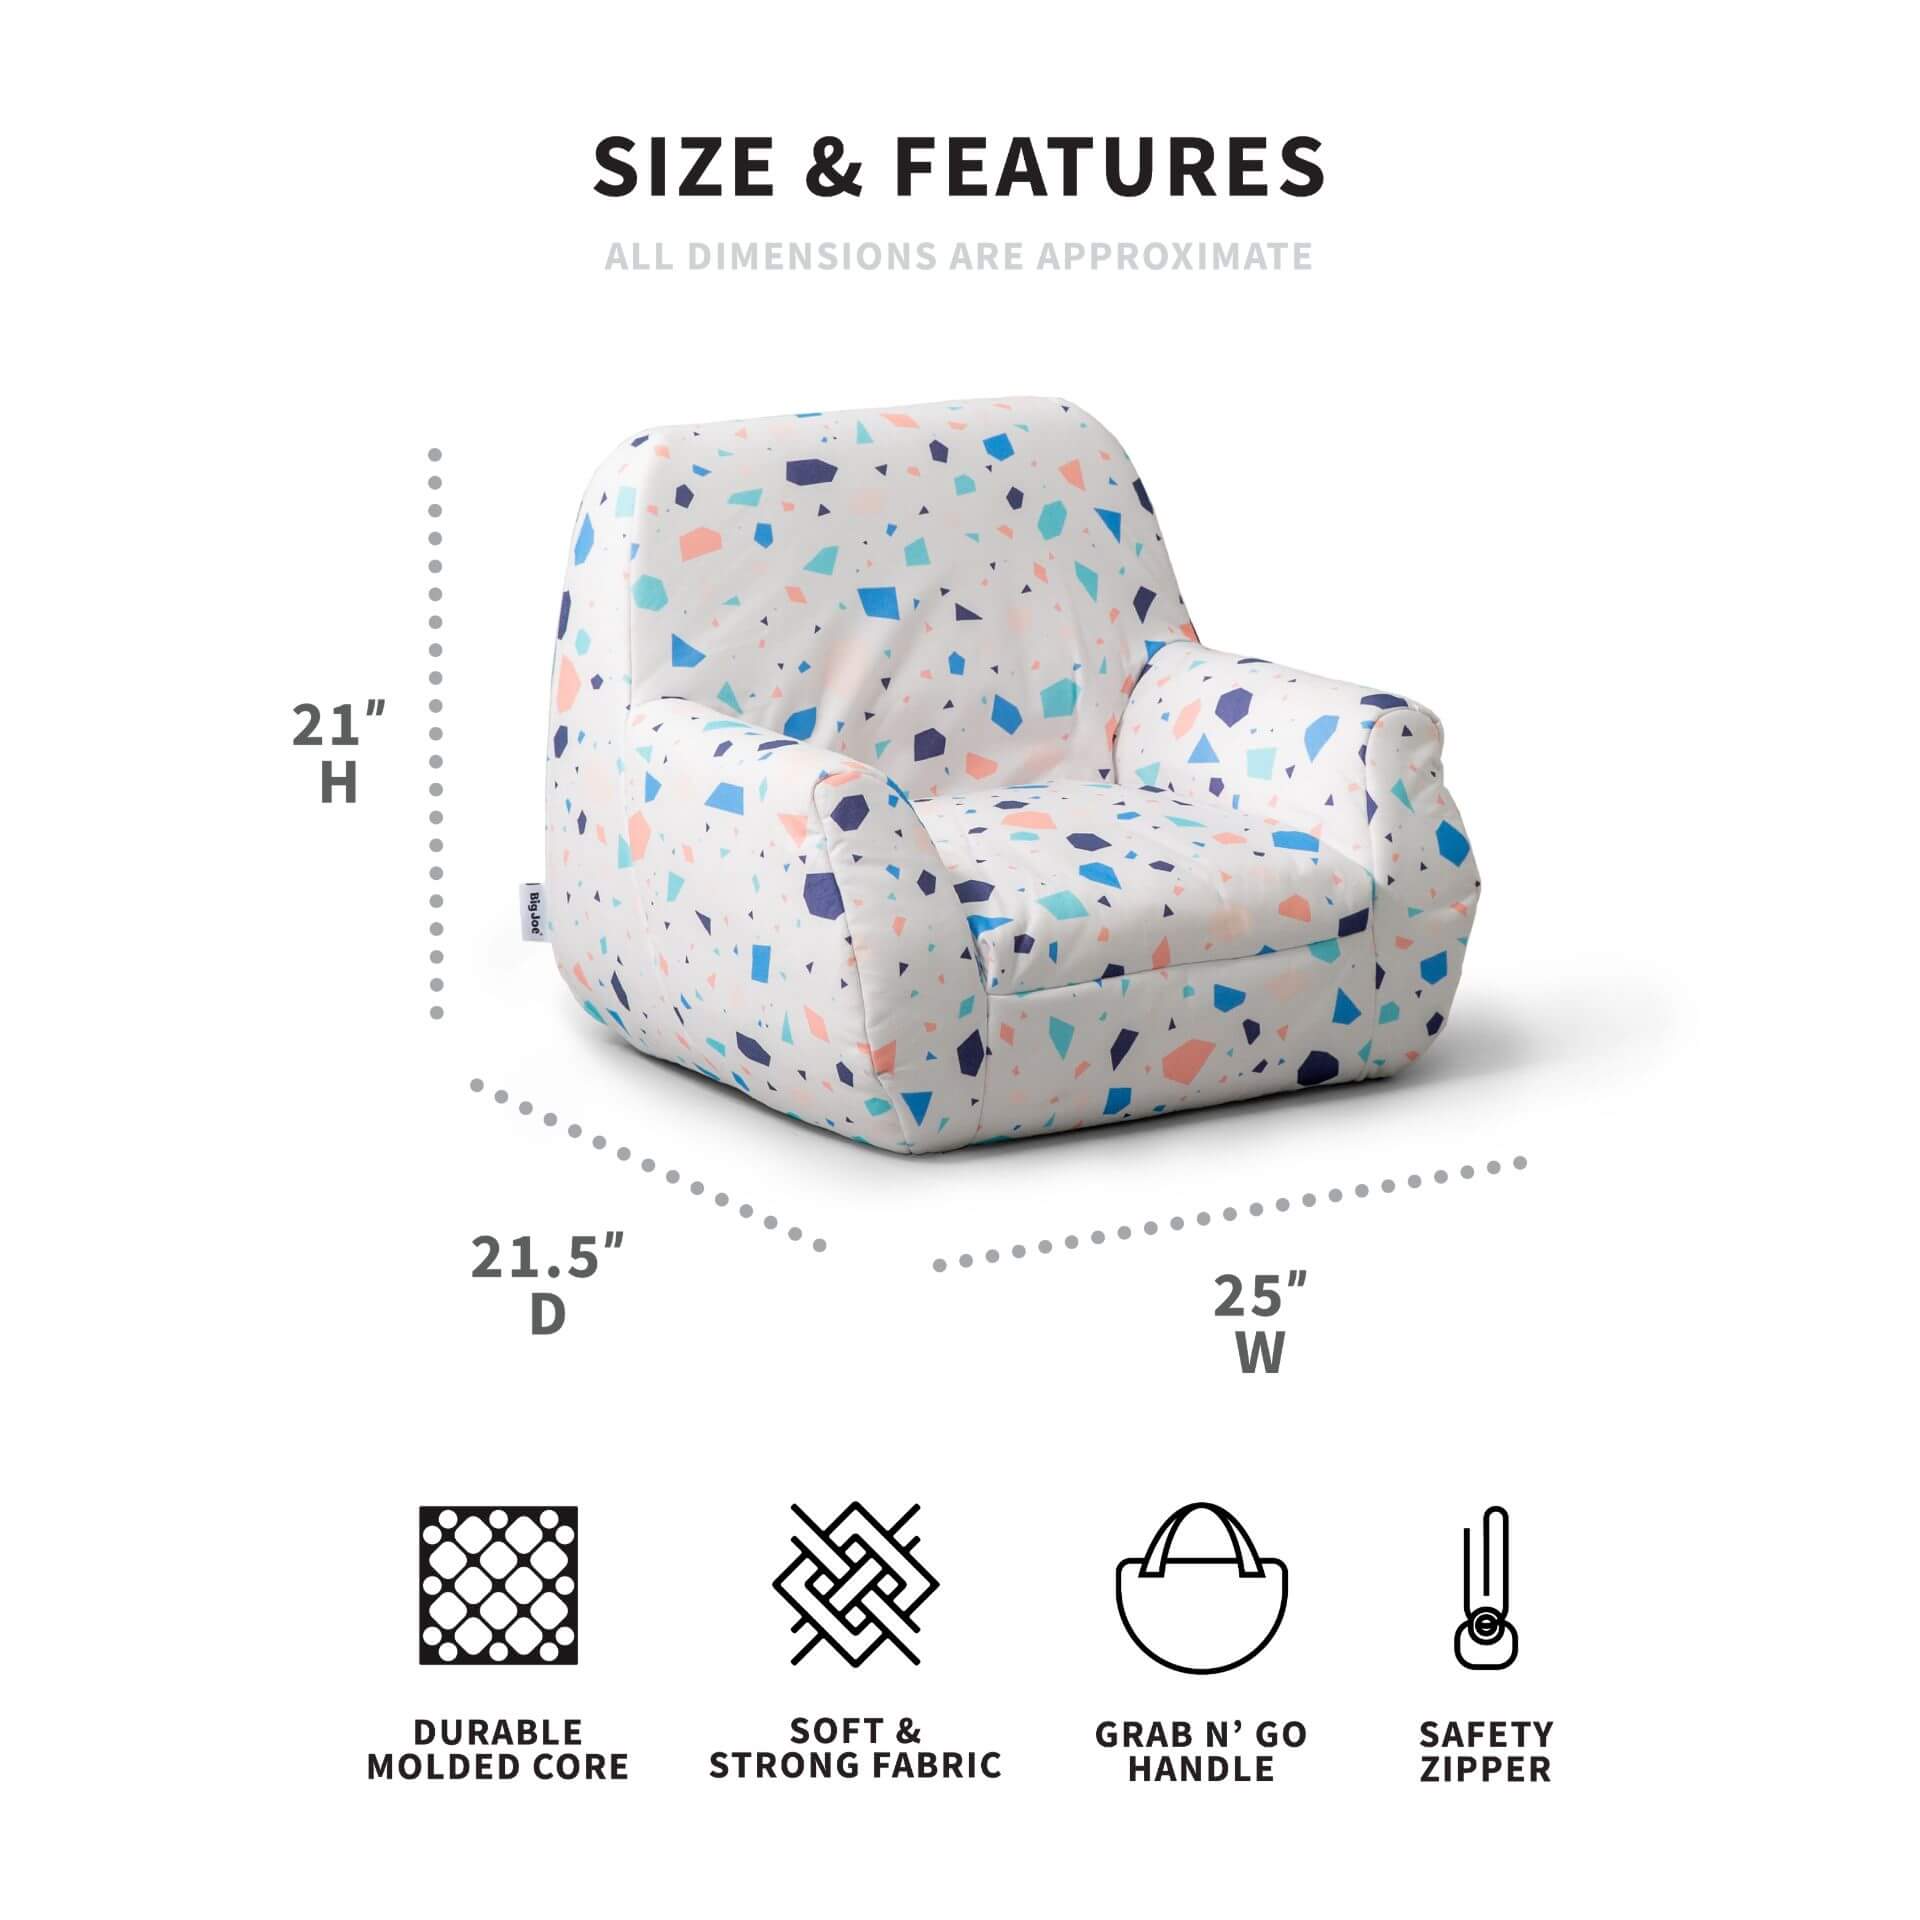 SIZE & FEATURES
ALL DIMENSIONS ARE APPROXIMATE
21"
H
Big Joe
21.5"
D
25"
W
DURABLE
MOLDED CORE
SOFT &
STRONG FABRIC
GRAB N’ GO
HANDLE
SAFETY
ZIPPER